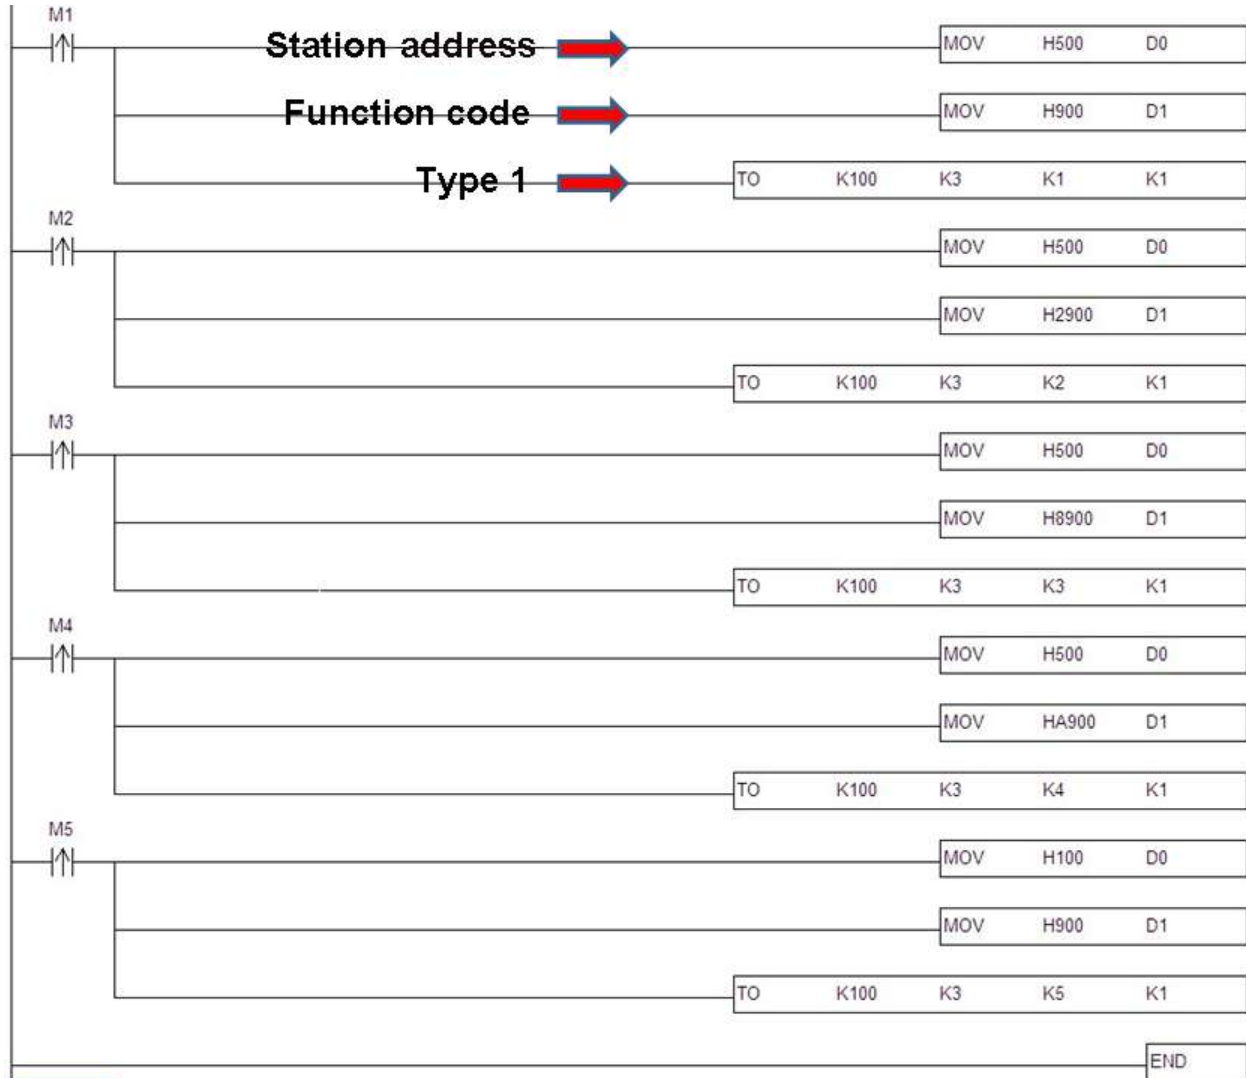 M1
Station address MOV H500 D0
Function code MOV H900 D1
Type 1 TO K100 K3 K1 K1
M2
MOV H500 D0
MOV H2900 D1
TO K100 K3 K2 K1
M3
MOV H500 D0
MOV H8900 D1
TO K100 K3 K3 K1
M4
MOV H500 D0
MOV HA900 D1
TO K100 K3 K4 K1
M5
MOV H100 D0
MOV H900 D1
TO K100 K3 K5 K1
END